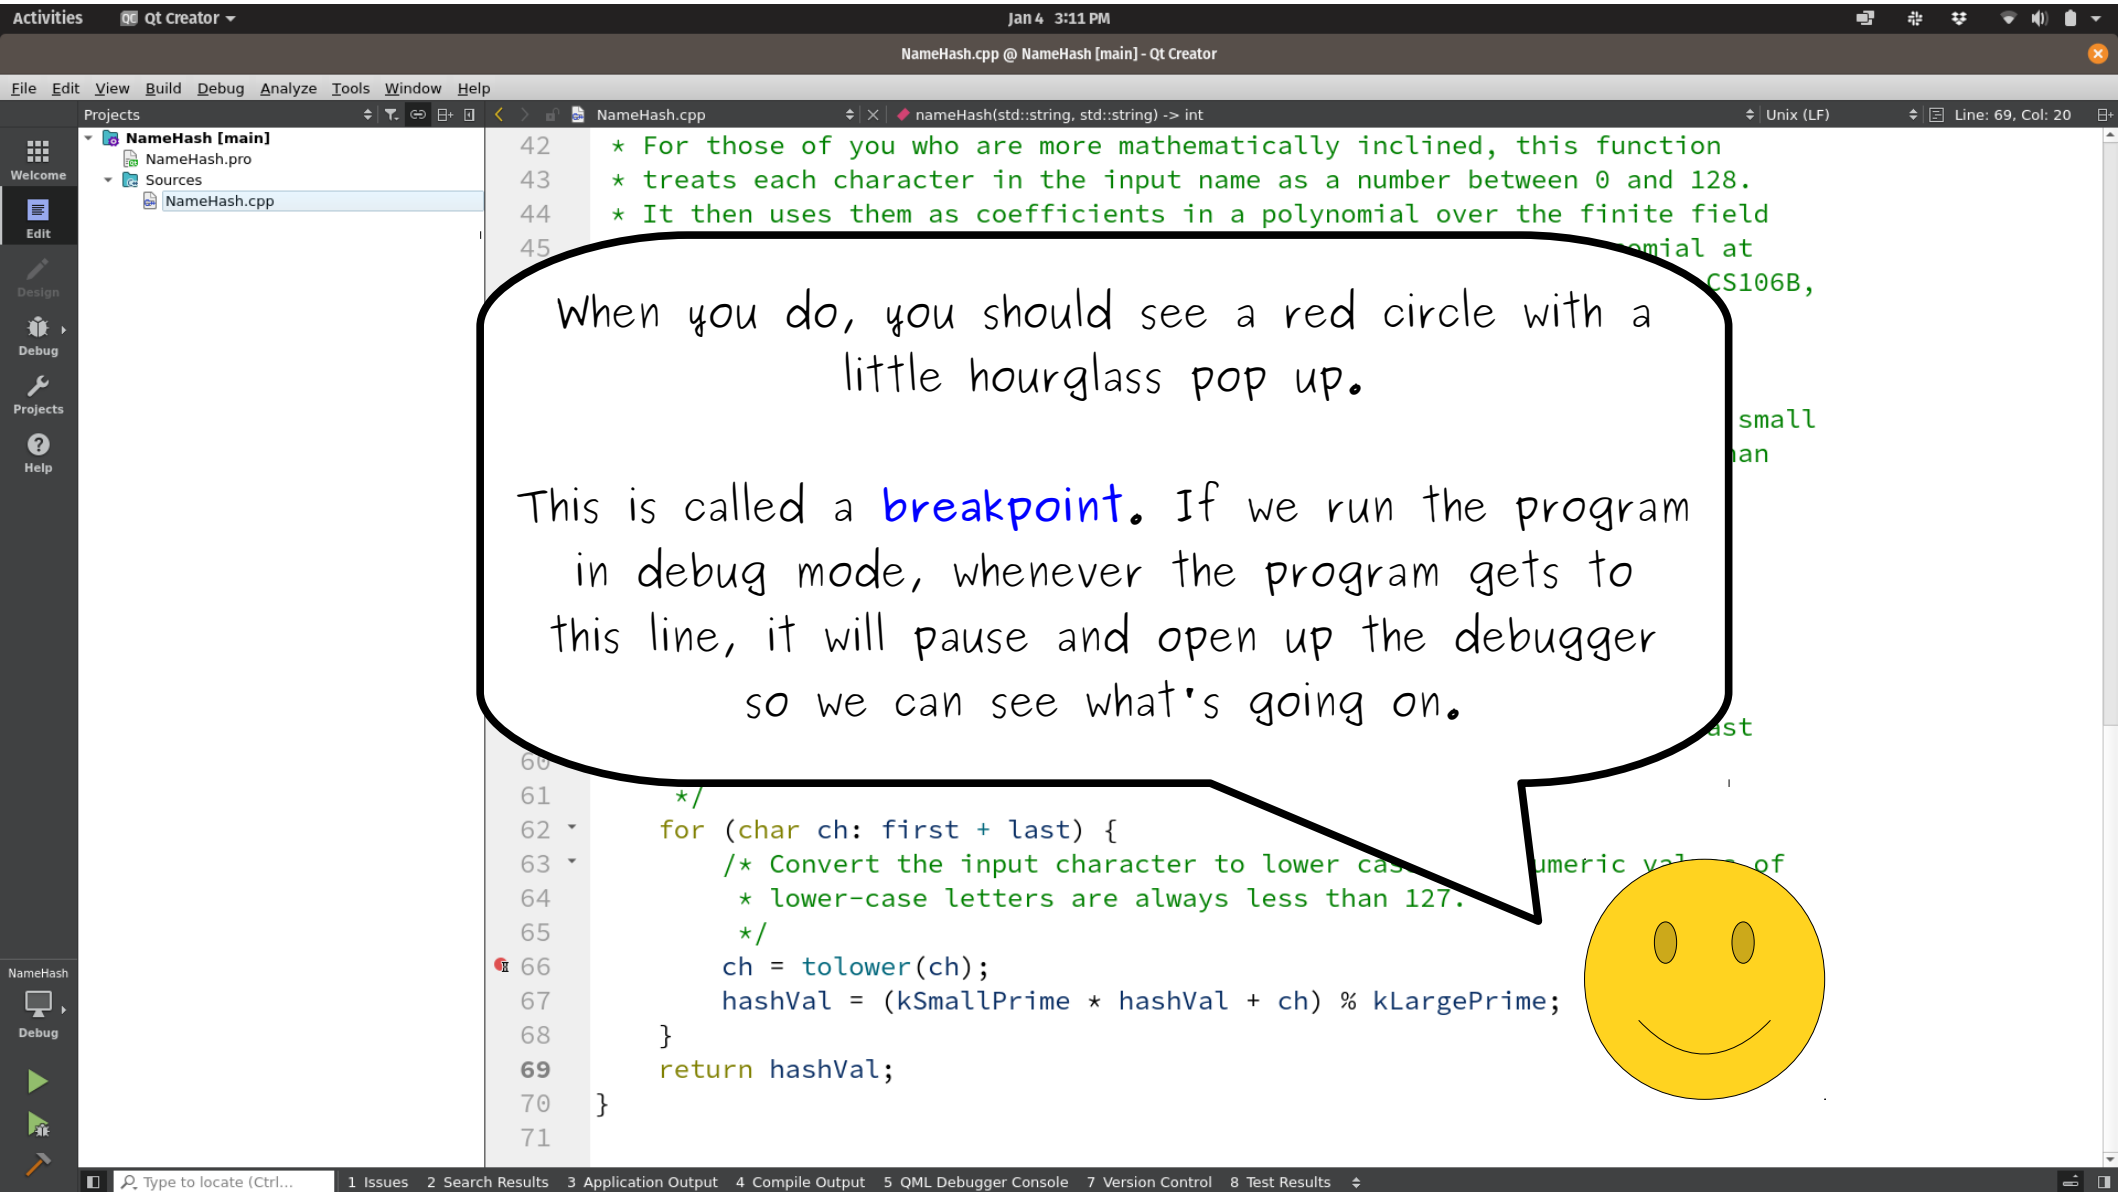 Activities Qt Creator Jan 4 3:11 PM
NameHash.cpp @ NameHash [main] - Qt Creator
File Edit View Build Debug Analyze Tools Window Help
Projects NameHash.cpp nameHash(std::string, std::string) -> int Unix (LF) Line: 69, Col: 20
Welcome
Edit
Design
Debug
Projects
Help
NameHash
Debug
NameHash [main]
NameHash.pro
Sources
NameHash.cpp
42 * For those of you who are more mathematically inclined, this function
43 * treats each character in the input name as a number between 0 and 128.
44 * It then uses them as coefficients in a polynomial over the finite field
45 at
CS106B,
small
When you do, you should see a red circle with a
little hourglass pop up.
This is called a breakpoint. If we run the program
in debug mode, whenever the program gets to
this line, it will pause and open up the debugger
so we can see what's going on.
60
61 */
62 for (char ch: first + last) {
63 /* Convert the input character to lower of
64 * lower-case letters are always less than 127.
65 */
66 ch = tolower(ch);
67 hashVal = (kSmallPrime * hashVal + ch) % kLargePrime;
68 }
69 return hashVal;
70 }
71
Type to locate (Ctrl... 1 Issues 2 Search Results 3 Application Output 4 Compile Output 5 QML Debugger Console 7 Version Control 8 Test Results